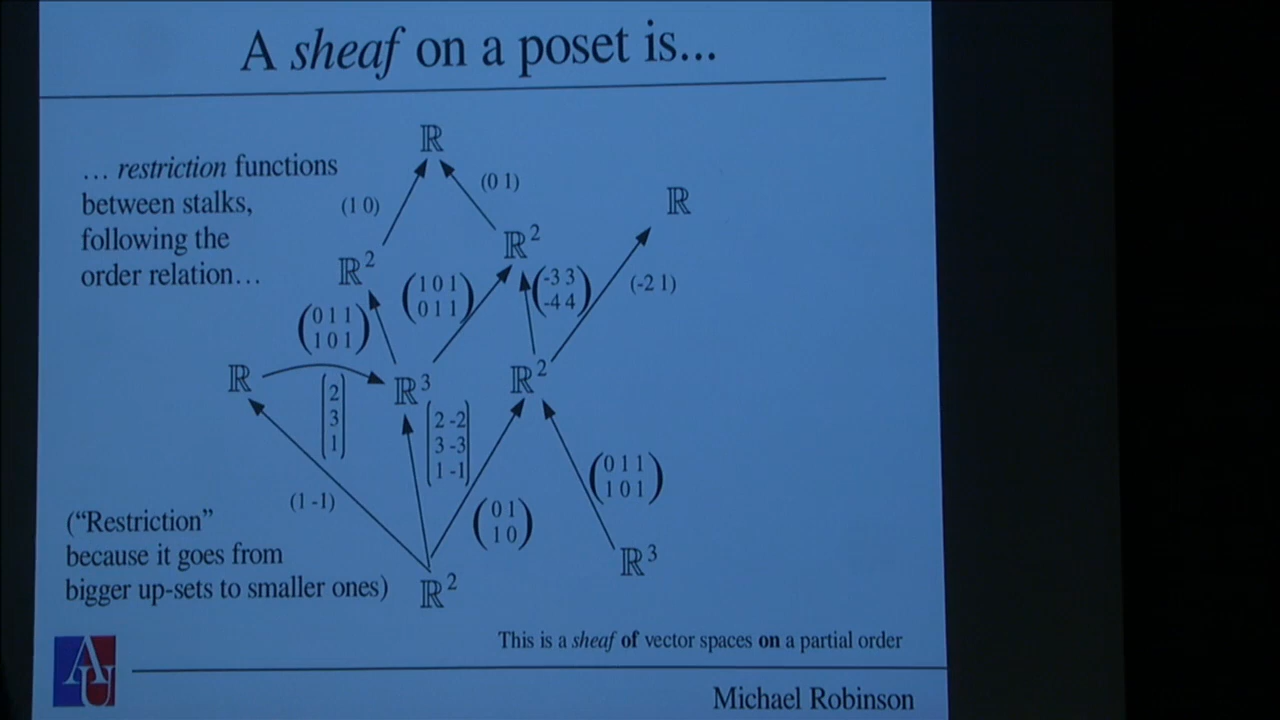 A sheaf on a poset is...
… restriction functions
between stalks,
following the
order relation…
ℝ
(1 0)
(0 1)
ℝ
ℝ²
ℝ²
(0 1 1
1 0 1)
(1 0 1
0 1 1)
(-3 3
-4 4)
(-2 1)
ℝ
ℝ³
ℝ²
(2
3
1)
(2 -2
3 -3
1 -1)
(1 -1)
(0 1
1 0)
(0 1 1
1 0 1)
ℝ²
ℝ³
("Restriction"
because it goes from
bigger up-sets to smaller ones)
This is a sheaf of vector spaces on a partial order
AU
Michael Robinson